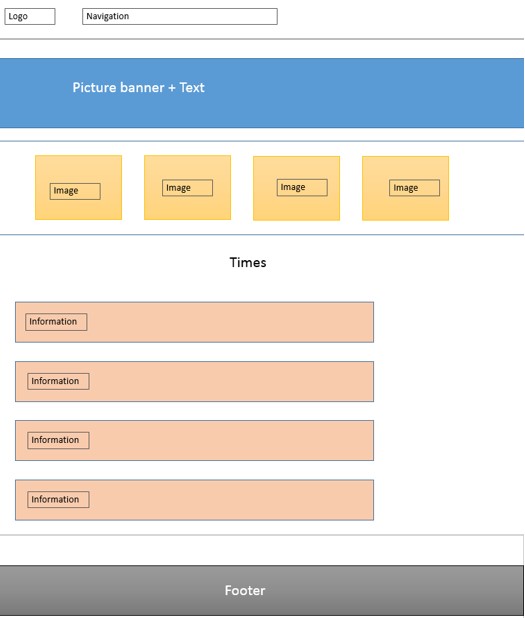 Logo
Navigation
Picture banner + Text
Image
Image
Image
Image
Times
Information
Information
Information
Information
Footer